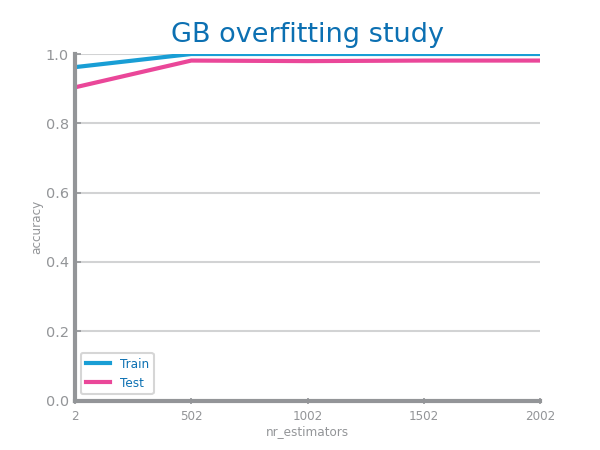 GB overfitting study
1.0
0.8
0.6
0.4
0.2
0.0
accuracy
Train
Test
2 502 1002 1502 2002
nr_estimators